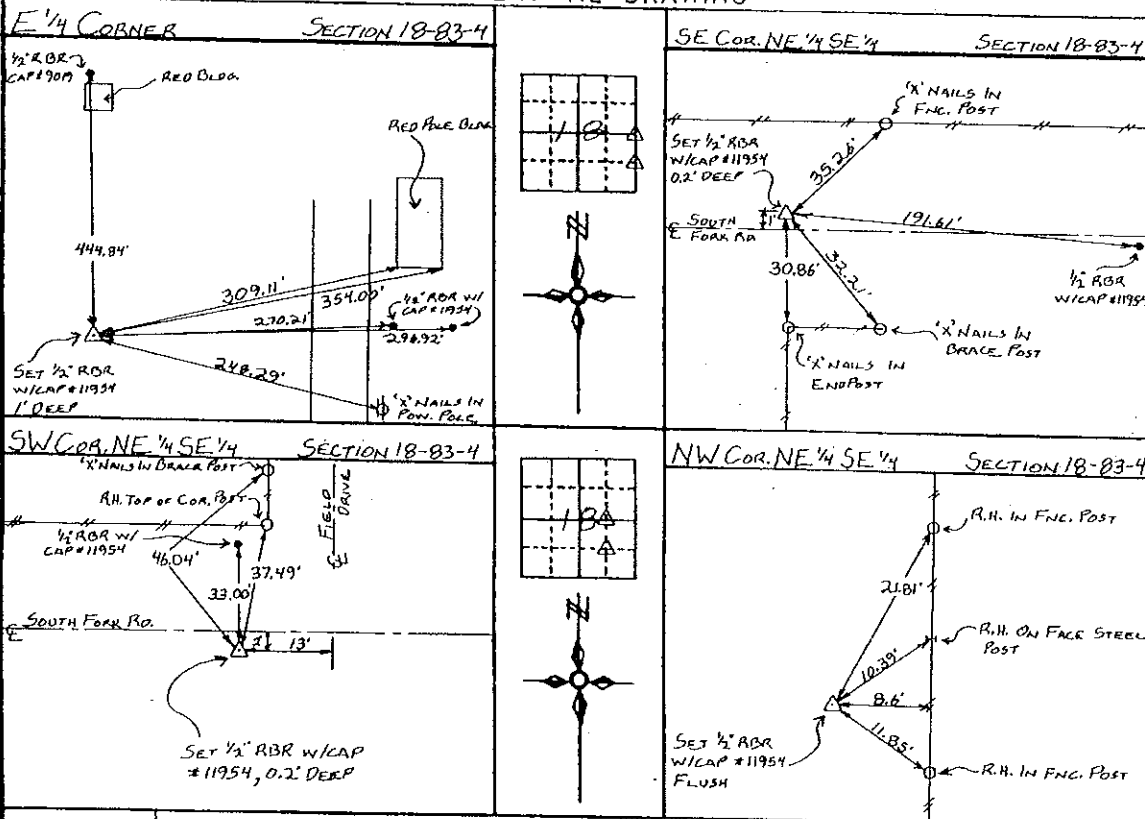 E 1/4 CORNER
SECTION 18-83-4
1/2" RBR
CAP #9019
RED BLDG.
RED POLE BLDG.
444.84'
309.11'
354.00'
1/2" RBR W/
CAP #11954
270.21'
296.92'
248.29'
SET 1/2" RBR
W/CAP #11954
1' DEEP
'X' NAILS IN
POW. POLE
18
N
SE COR. NE 1/4 SE 1/4
SECTION 18-83-4
'X' NAILS IN
FNC. POST
SET 1/2" RBR
W/CAP #11954
0.2' DEEP
35.26'
191.61'
1'
SOUTH
FORK RD
30.86'
32.21'
1/2" RBR
W/CAP #11954
'X' NAILS IN
BRACE POST
'X' NAILS IN
ENDPOST
SW COR. NE 1/4 SE 1/4
SECTION 18-83-4
'X' NAILS IN BRACE POST
R.H. TOP OF COR. POST
FIELD
DRIVE
1/2" RBR W/
CAP #11954
46.04'
37.49'
33.00'
SOUTH FORK RD.
13'
SET 1/2" RBR W/CAP
#11954, 0.2' DEEP
18
N
NW COR. NE 1/4 SE 1/4
SECTION 18-83-4
R.H. IN FNC. POST
21.81'
R.H. ON FACE STEEL
POST
10.39'
8.6'
11.85'
SET 1/2" RBR
W/CAP #11954
FLUSH
R.H. IN FNC. POST